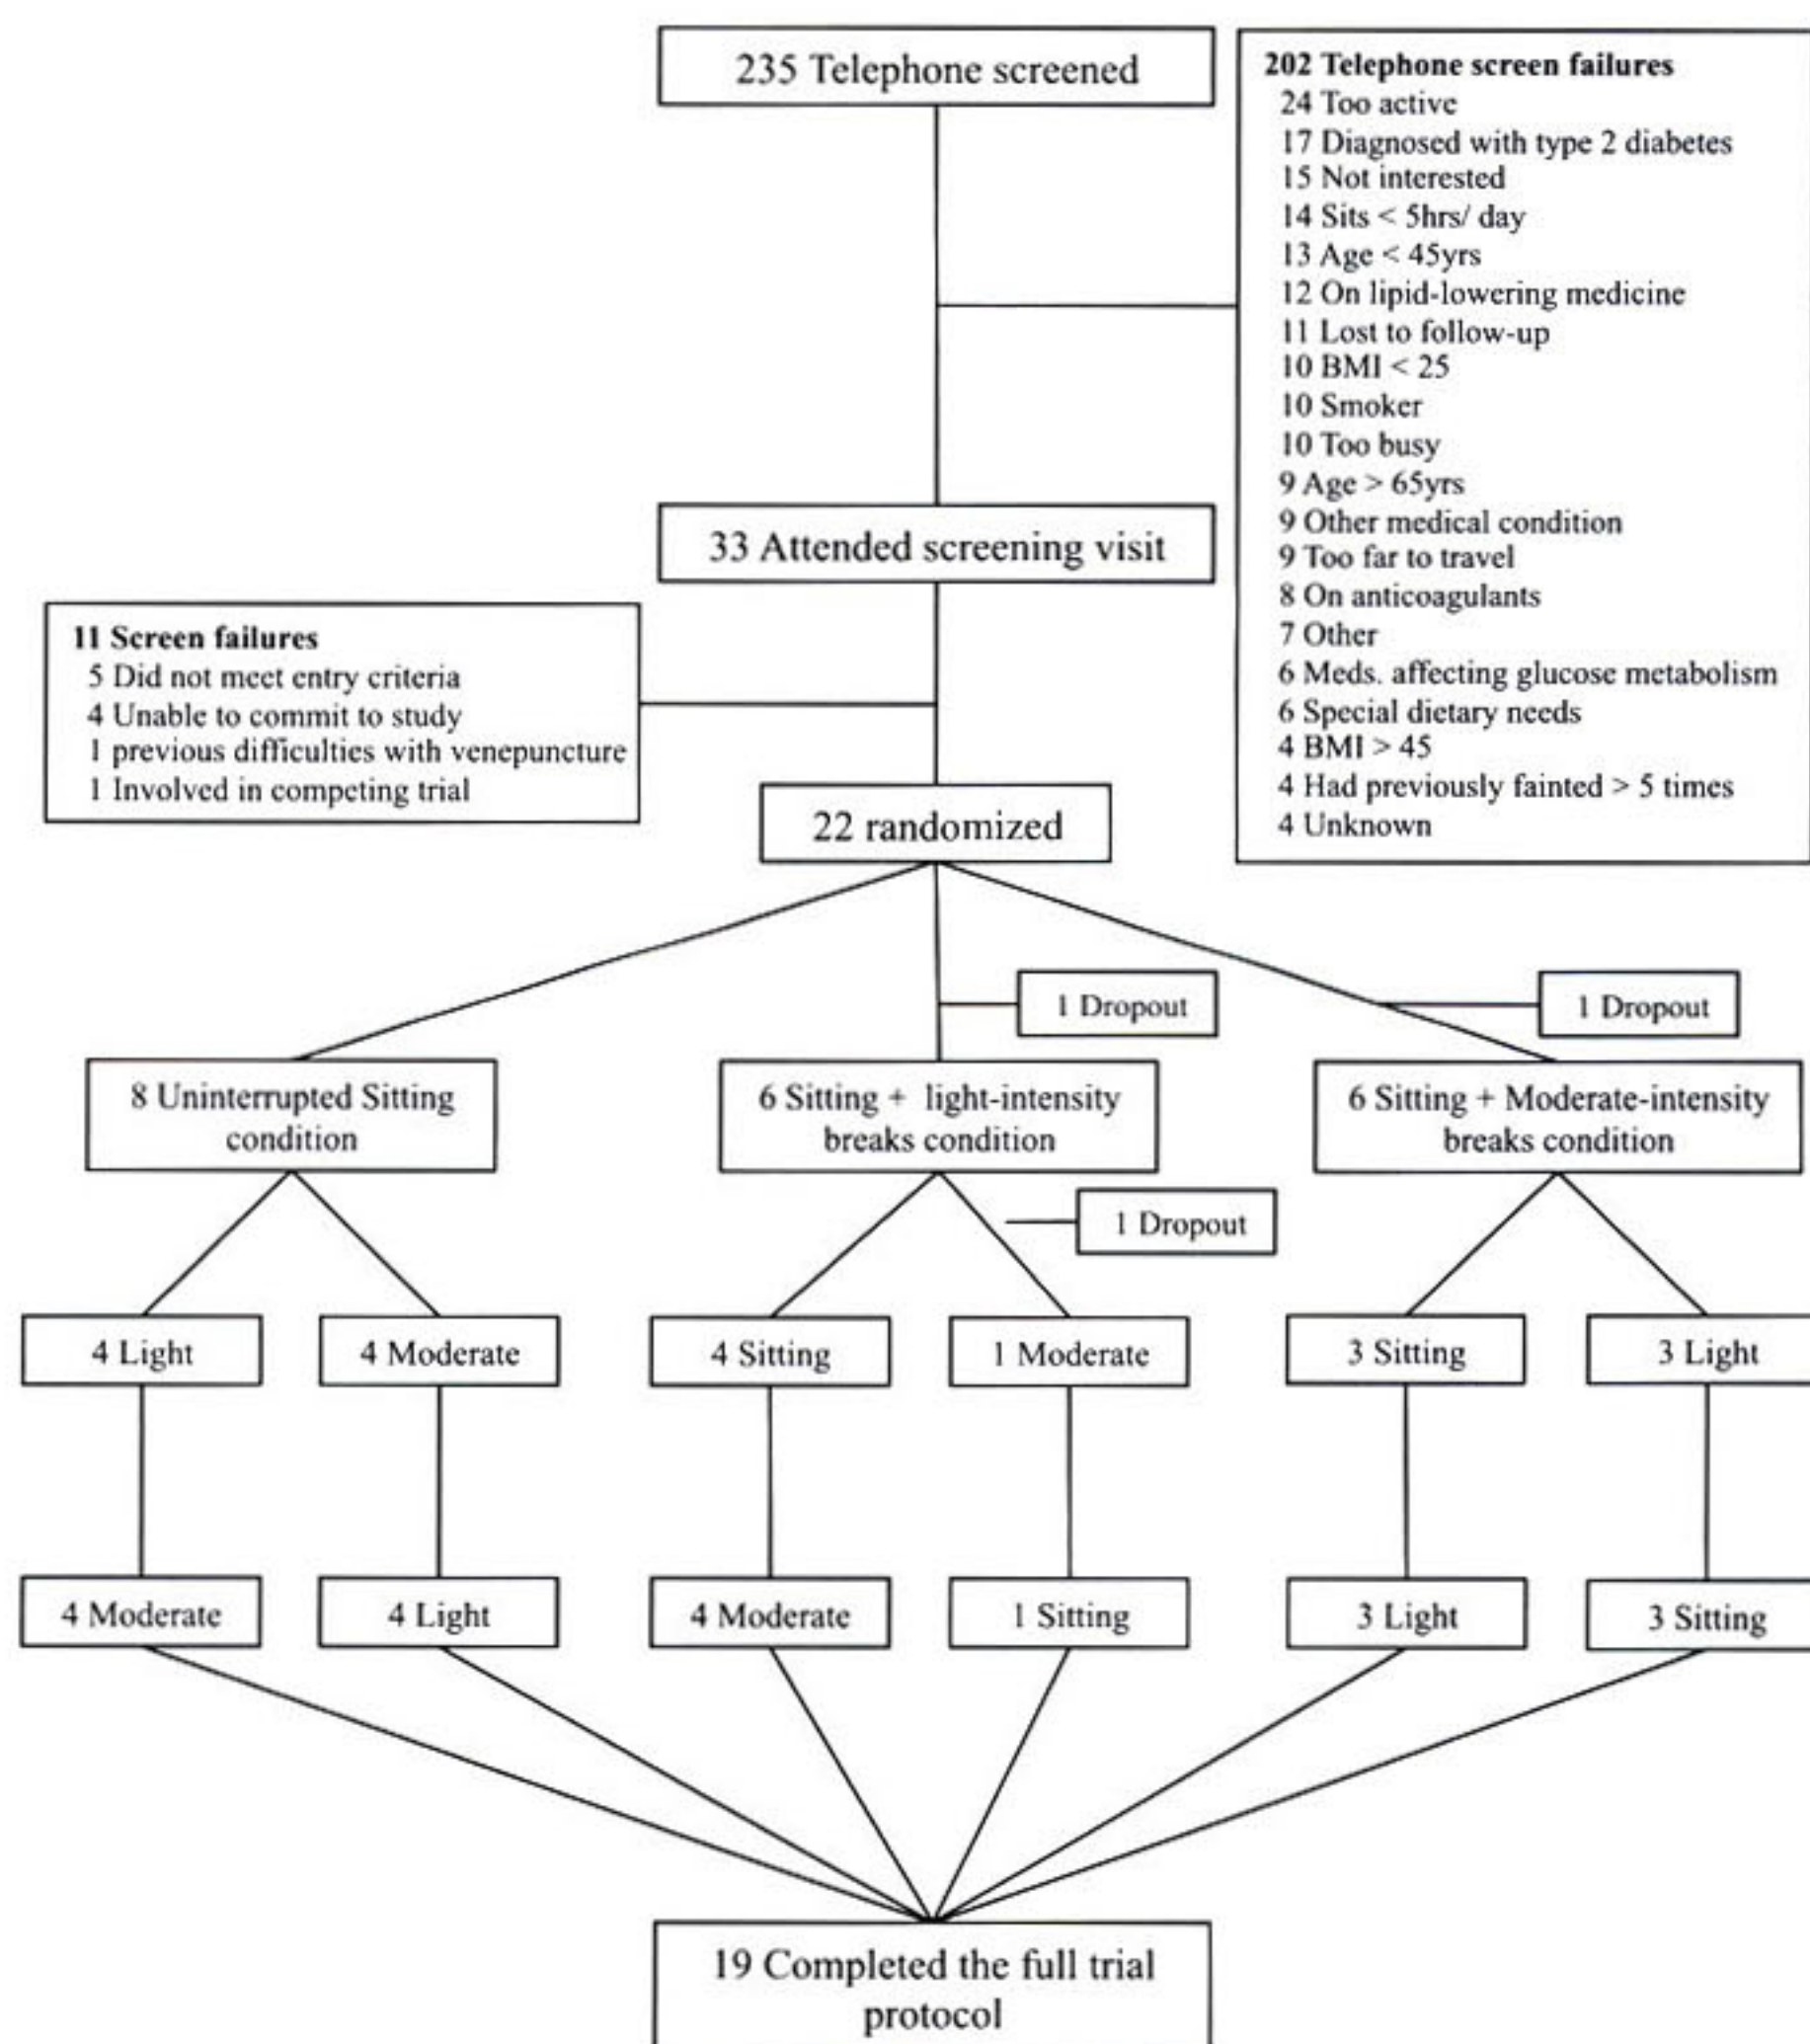 235 Telephone screened
202 Telephone screen failures
24 Too active
17 Diagnosed with type 2 diabetes
15 Not interested
14 Sits < 5hrs/ day
13 Age < 45yrs
12 On lipid-lowering medicine
11 Lost to follow-up
10 BMI < 25
10 Smoker
10 Too busy
9 Age > 65yrs
9 Other medical condition
9 Too far to travel
8 On anticoagulants
7 Other
6 Meds. affecting glucose metabolism
6 Special dietary needs
4 BMI > 45
4 Had previously fainted > 5 times
4 Unknown
33 Attended screening visit
11 Screen failures
5 Did not meet entry criteria
4 Unable to commit to study
1 previous difficulties with venepuncture
1 Involved in competing trial
22 randomized
1 Dropout
1 Dropout
8 Uninterrupted Sitting
condition
6 Sitting + light-intensity
breaks condition
6 Sitting + Moderate-intensity
breaks condition
1 Dropout
4 Light
4 Moderate
4 Sitting
1 Moderate
3 Sitting
3 Light
4 Moderate
4 Light
4 Moderate
1 Sitting
3 Light
3 Sitting
19 Completed the full trial
protocol